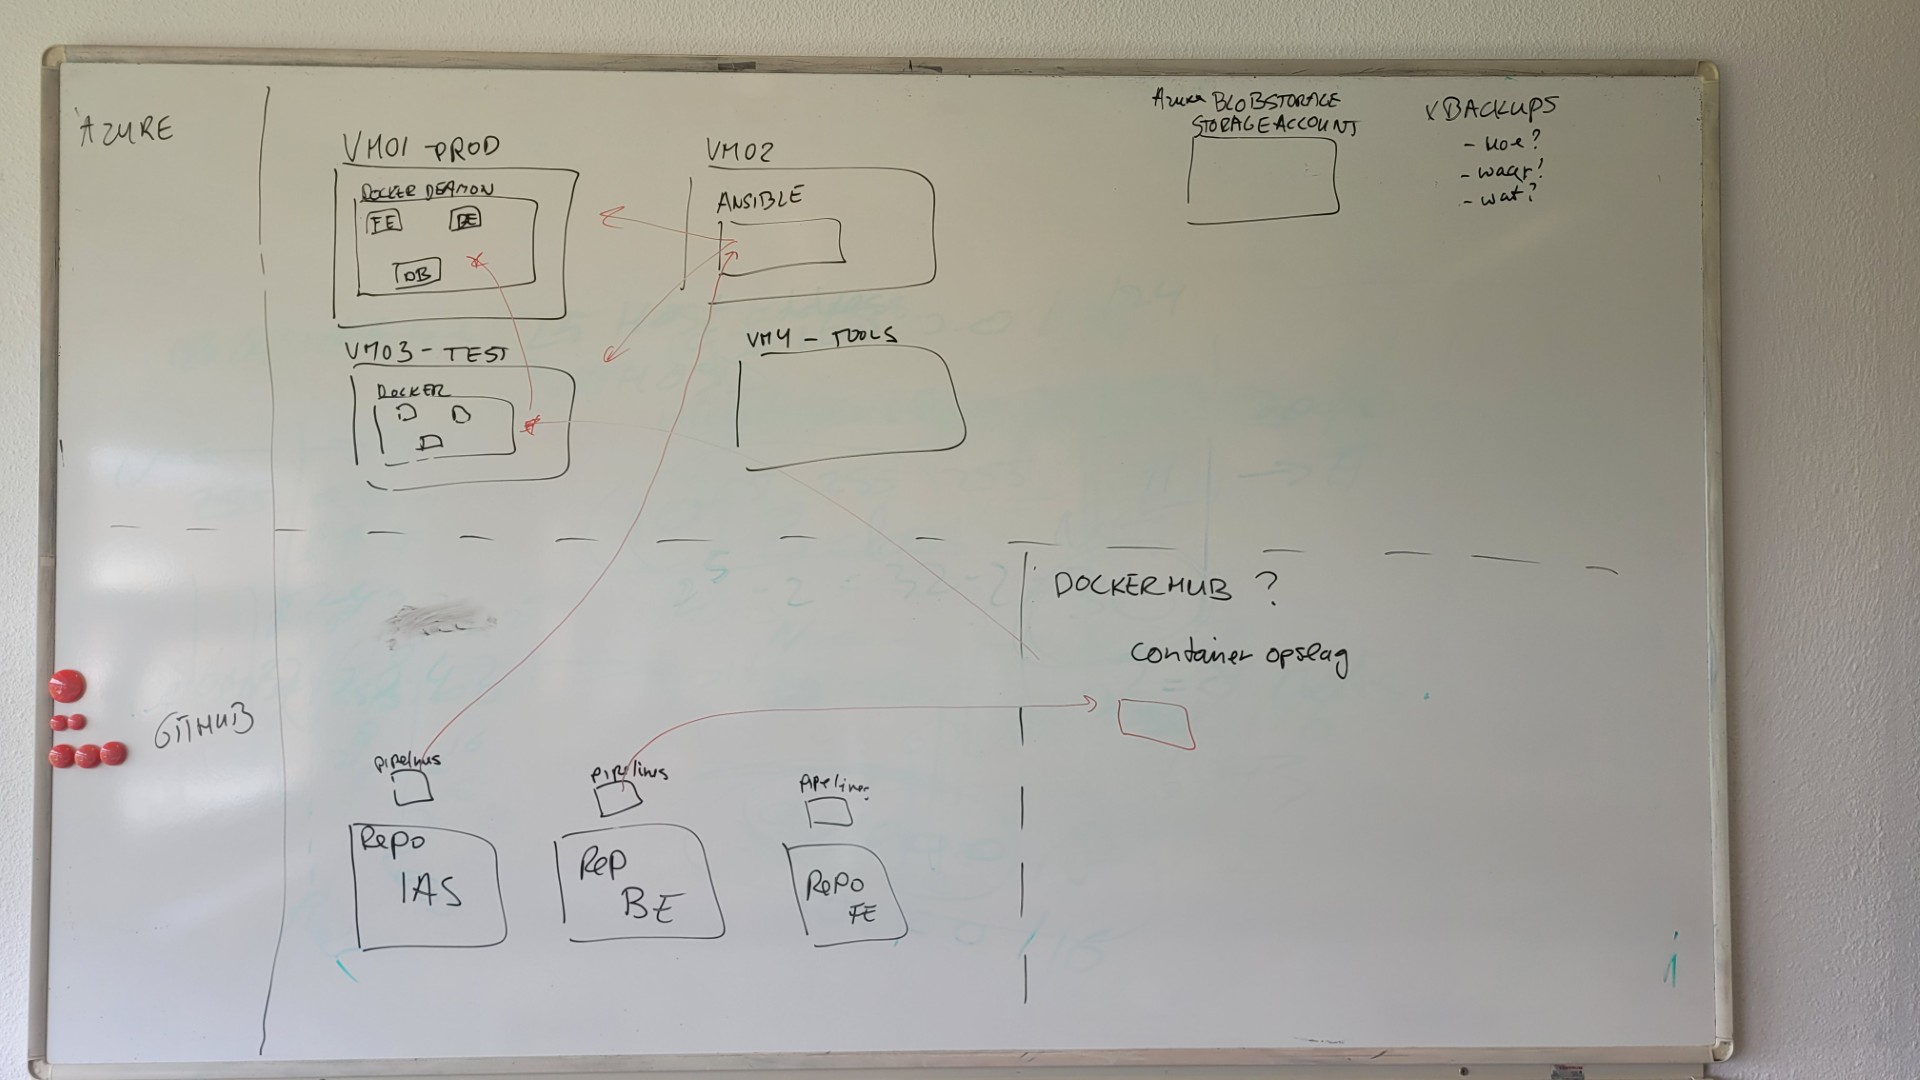 AZURE
VM01 - PROD
DOCKER DEAMON
FE
BE
DB
VM02
ANSIBLE
Azure BLOBSTORAGE
STORAGEACCOUNT
x BACKUPS
- Hoe?
- waar?
- wat?
VM03 - TEST
DOCKER
VM4 - TOOLS
DOCKERHUB ?
container opslag
GITHUB
pipelines
pipelines
Pipelines
Repo
IAS
Rep
BE
Repo
FE